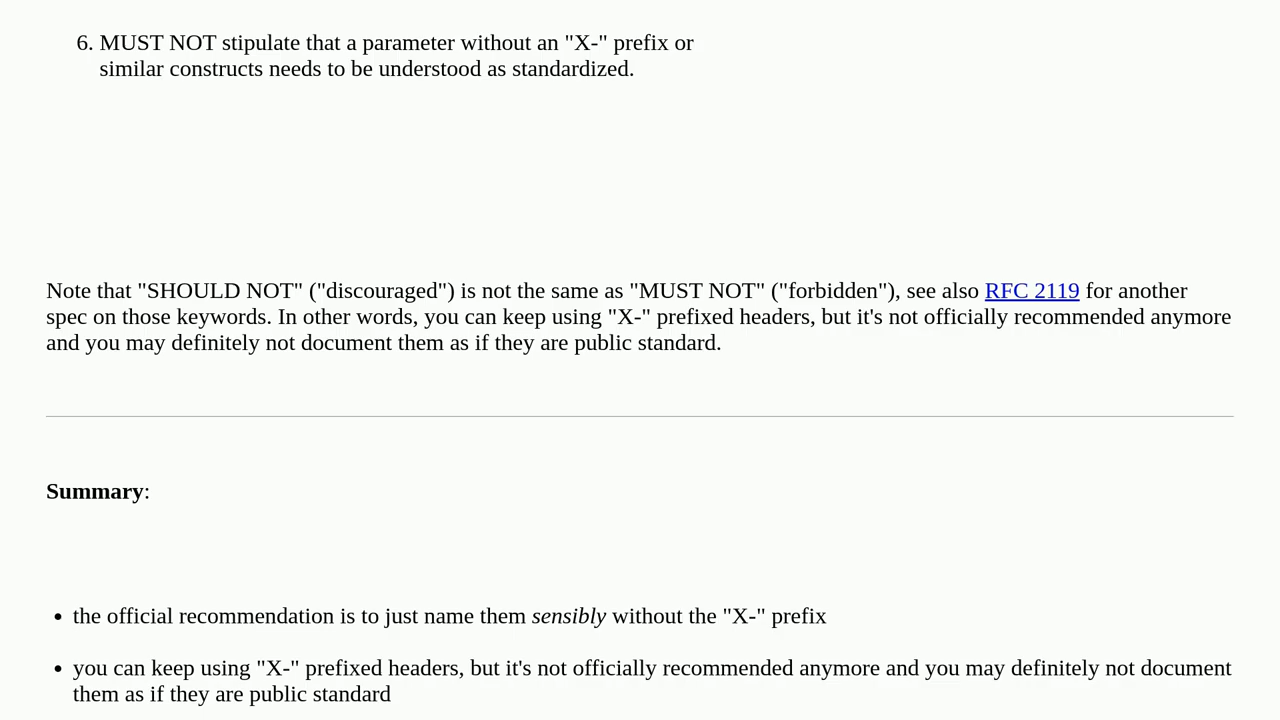 6. MUST NOT stipulate that a parameter without an "X-" prefix or
similar constructs needs to be understood as standardized.
Note that "SHOULD NOT" ("discouraged") is not the same as "MUST NOT" ("forbidden"), see also RFC 2119 for another
spec on those keywords. In other words, you can keep using "X-" prefixed headers, but it's not officially recommended anymore
and you may definitely not document them as if they are public standard.
Summary:
• the official recommendation is to just name them sensibly without the "X-" prefix
• you can keep using "X-" prefixed headers, but it's not officially recommended anymore and you may definitely not document
them as if they are public standard